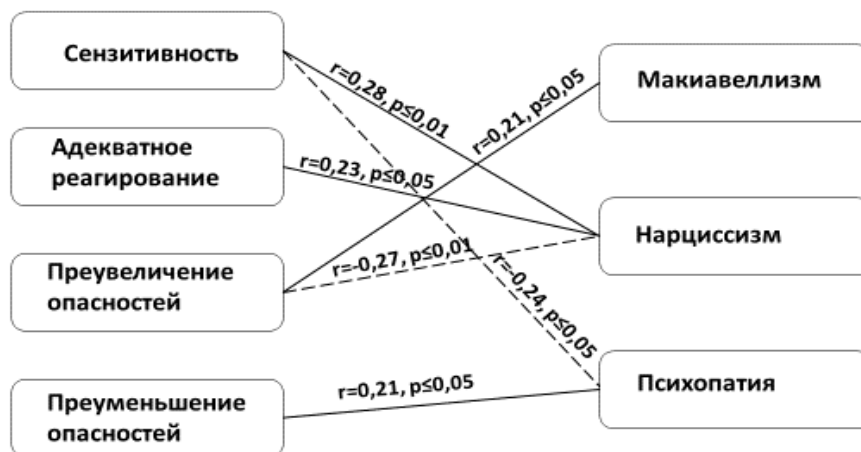 Сензитивность
Адекватное
реагирование
Преувеличение
опасностей
Преуменьшение
опасностей
r=0,28, p≤0,01
r=0,21, p≤0,05
r=0,23, p≤0,05
r=-0,27, p≤0,01
r=-0,24, p≤0,05
r=0,21, p≤0,05
Макиавеллизм
Нарциссизм
Психопатия